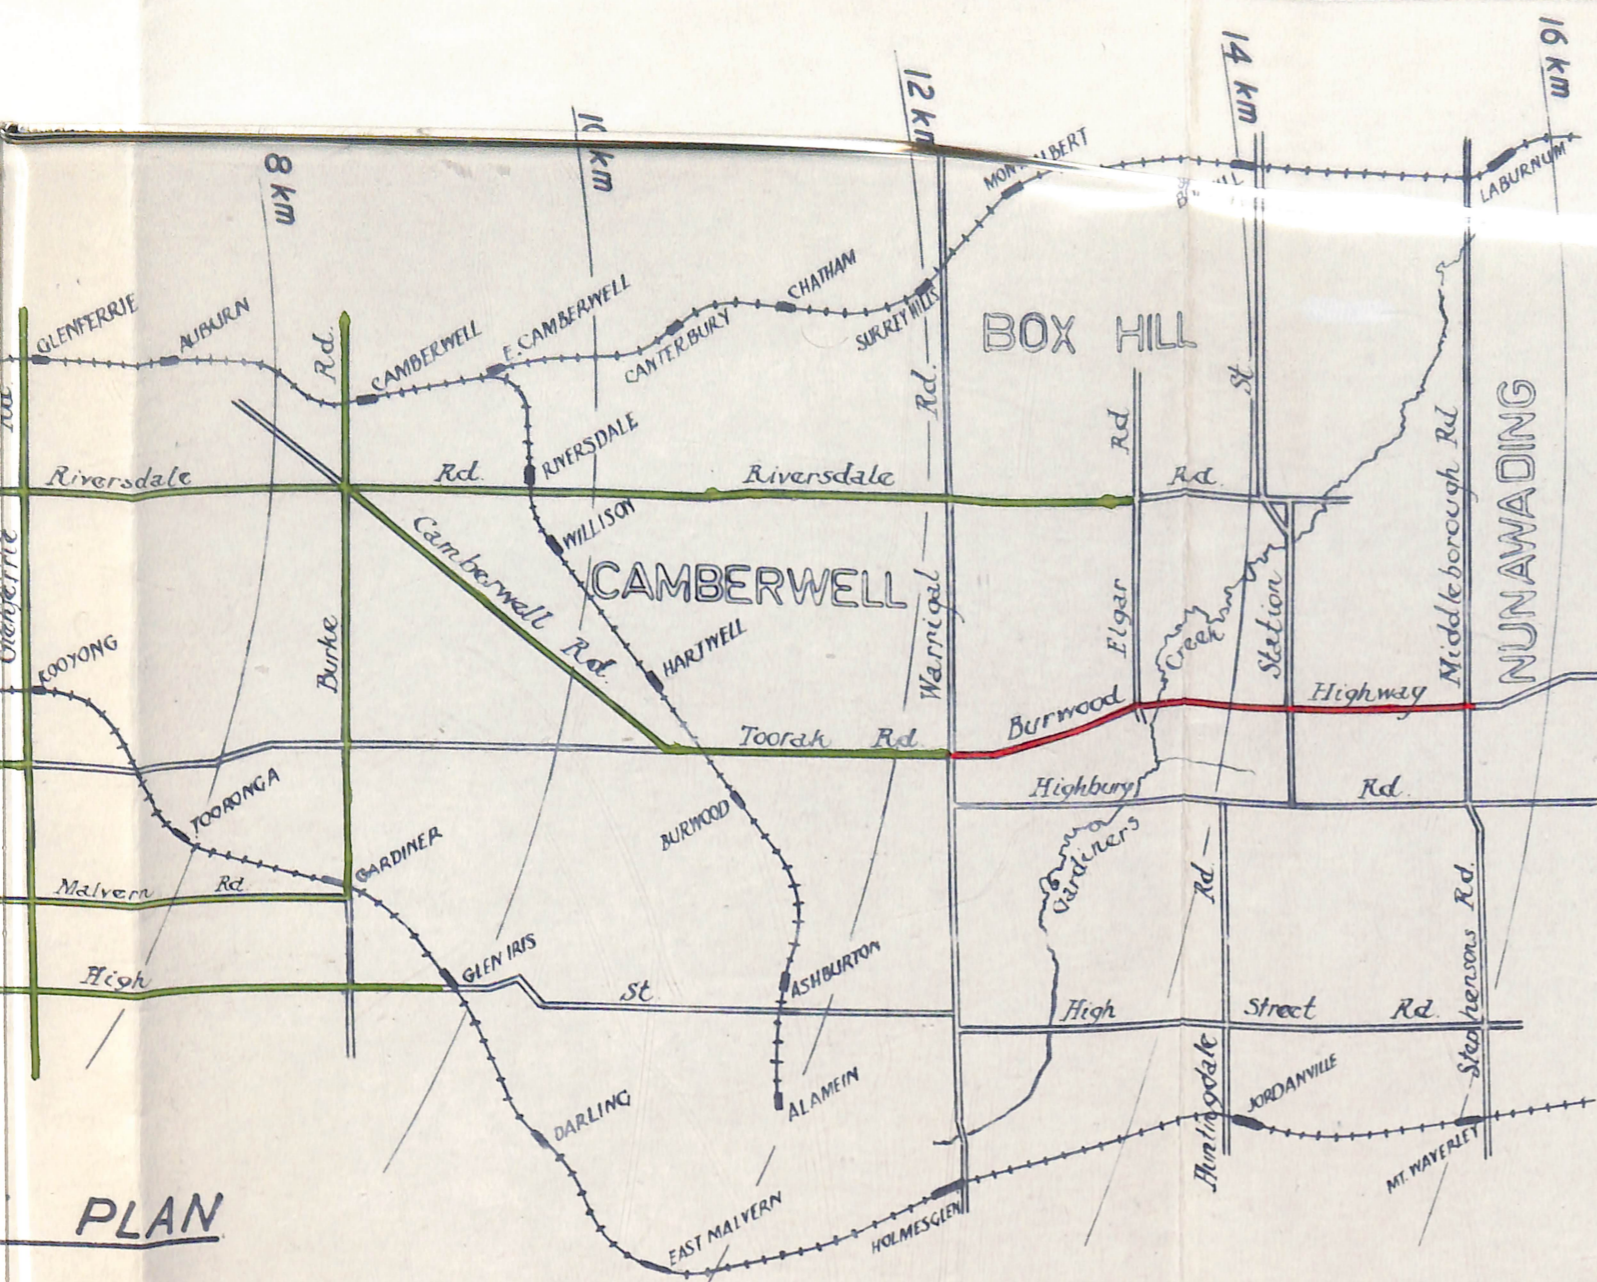 16 km
14 km
12 km
10 km
8 km
MONT ALBERT
BOX HILL
LABURNUM
GLENFERRIE
AUBURN
CAMBERWELL
E. CAMBERWELL
CANTERBURY
CHATHAM
SURREY HILLS
BOX HILL
Rd.
Rd.
Rd.
Rd
St
Riversdale
Rd.
Riversdale
Rd.
RIVERSDALE
WILLISON
Camberwell Rd.
CAMBERWELL
HARTWELL
Glenferrie
Burke
Warrigal
Elgar
Creek
Station
Middleborough Rd
NUNAWADING
KOOYONG
Toorak Rd.
Burwood
Highway
Highbury
Rd.
TOORONGA
BURWOOD
Gardiners
GARDINER
Malvern
Rd.
High
GLEN IRIS
St
ASHBURTON
High
Street
Rd.
Rd.
Huntingdale
Stephensons Rd.
ALAMEIN
JORDANVILLE
DARLING
MT. WAVERLEY
EAST MALVERN
HOLMESGLEN
PLAN